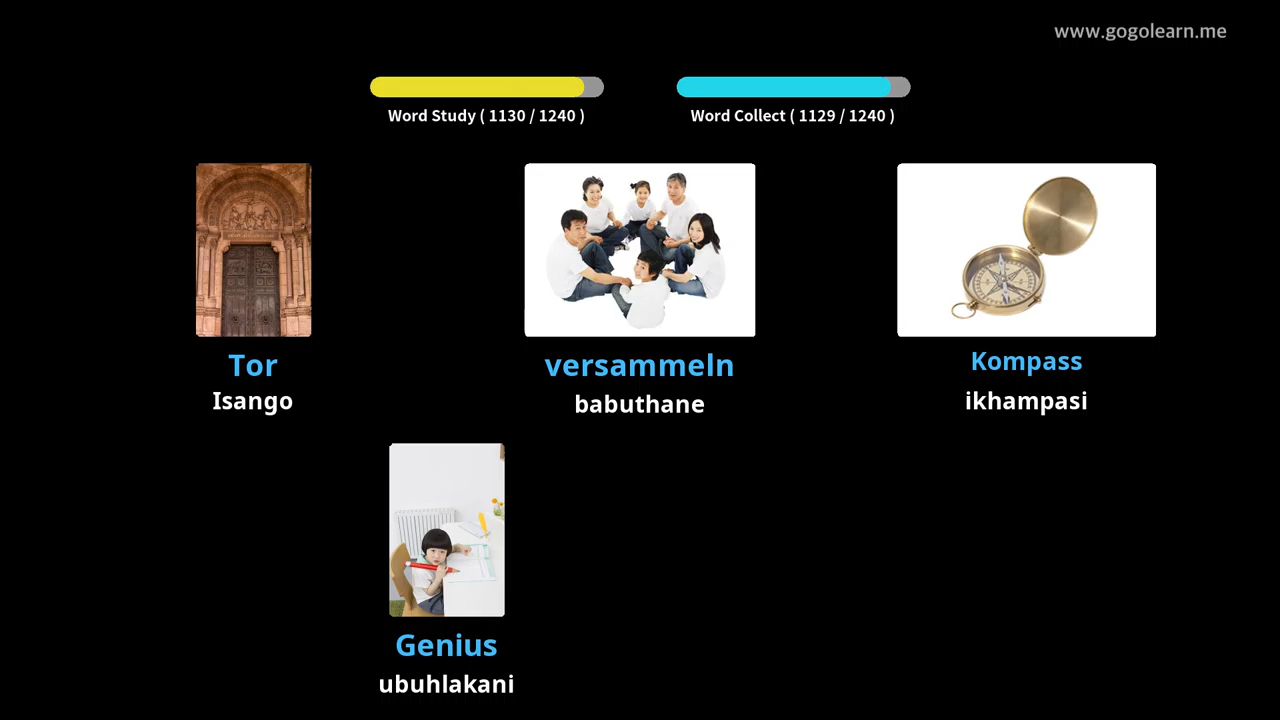 www.gogolearn.me
Word Study ( 1130 / 1240 )
Word Collect ( 1129 / 1240 )
Tor
Isango
versammeln
babuthane
Kompass
ikhampasi
Genius
ubuhlakani